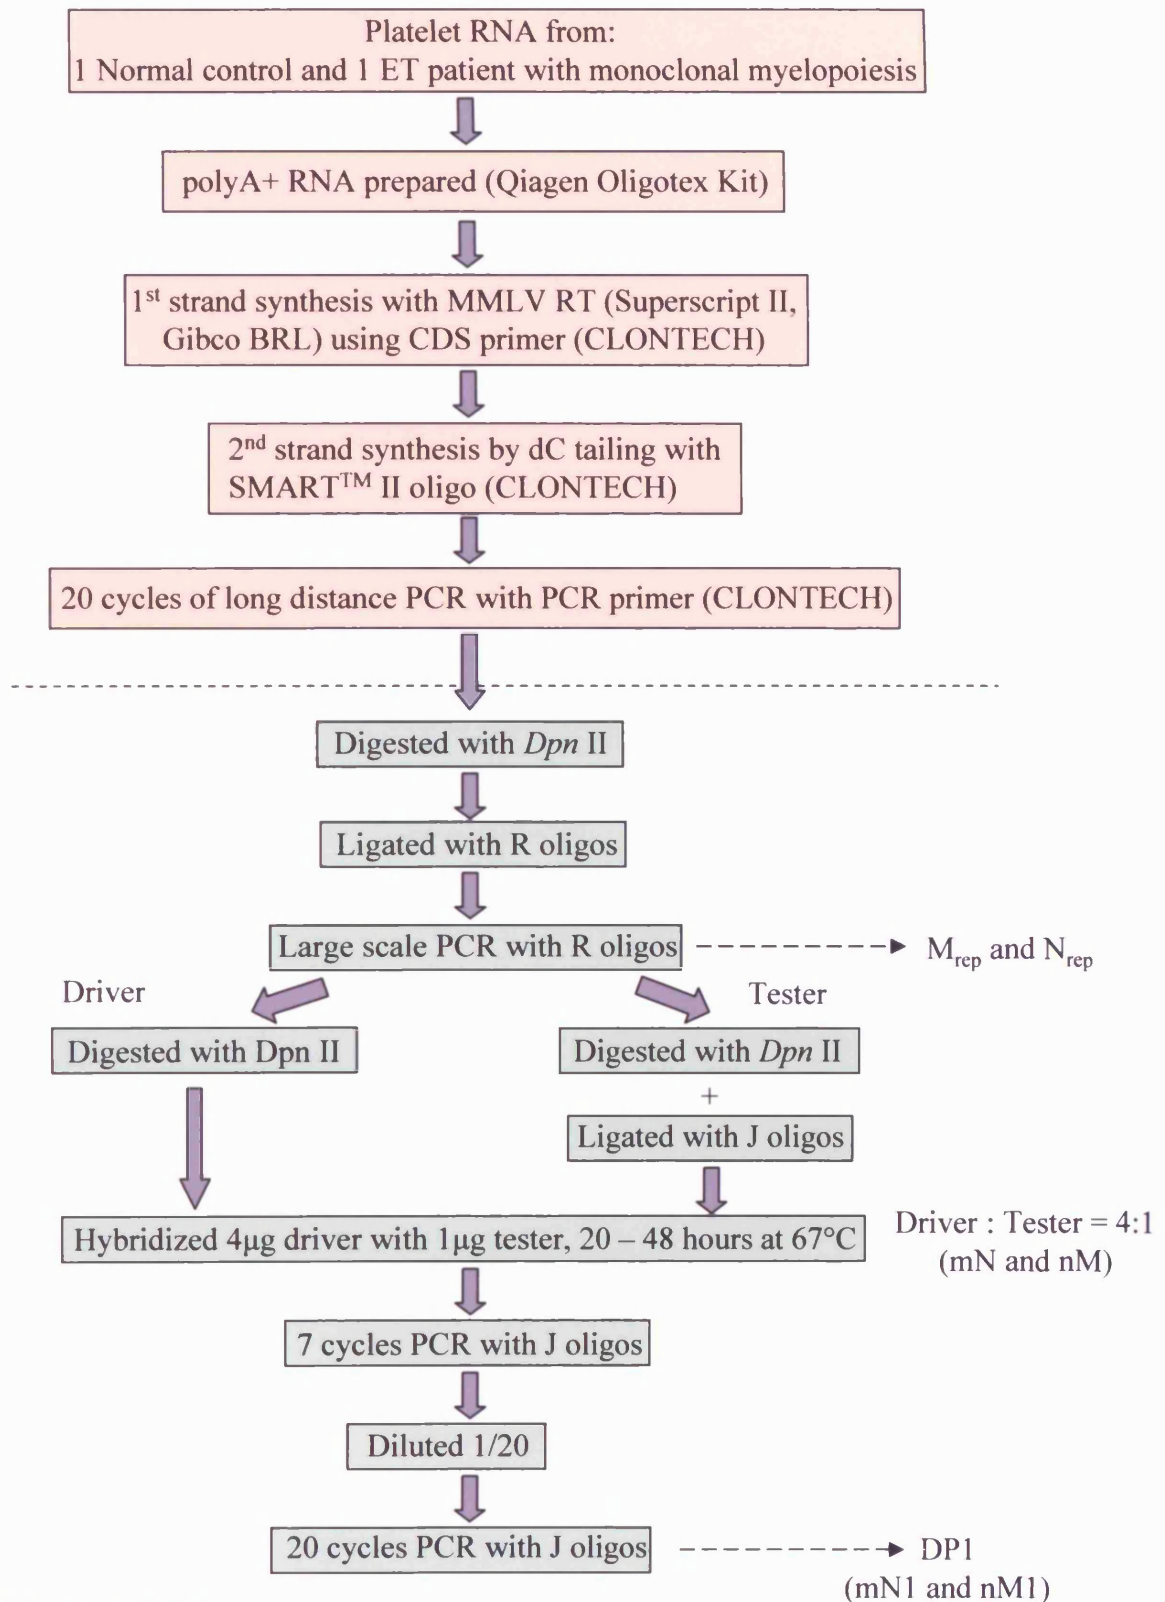 Platelet RNA from:
1 Normal control and 1 ET patient with monoclonal myelopoiesis
polyA+ RNA prepared (Qiagen Oligotex Kit)
1st strand synthesis with MMLV RT (Superscript II,
Gibco BRL) using CDS primer (CLONTECH)
2nd strand synthesis by dC tailing with
SMART™ II oligo (CLONTECH)
20 cycles of long distance PCR with PCR primer (CLONTECH)
Digested with Dpn II
Ligated with R oligos
Large scale PCR with R oligos
Mrep and Nrep
Driver
Tester
Digested with Dpn II
Digested with Dpn II
+
Ligated with J oligos
Hybridized 4µg driver with 1µg tester, 20 – 48 hours at 67°C
Driver : Tester = 4:1
(mN and nM)
7 cycles PCR with J oligos
Diluted 1/20
20 cycles PCR with J oligos
DP1
(mN1 and nM1)